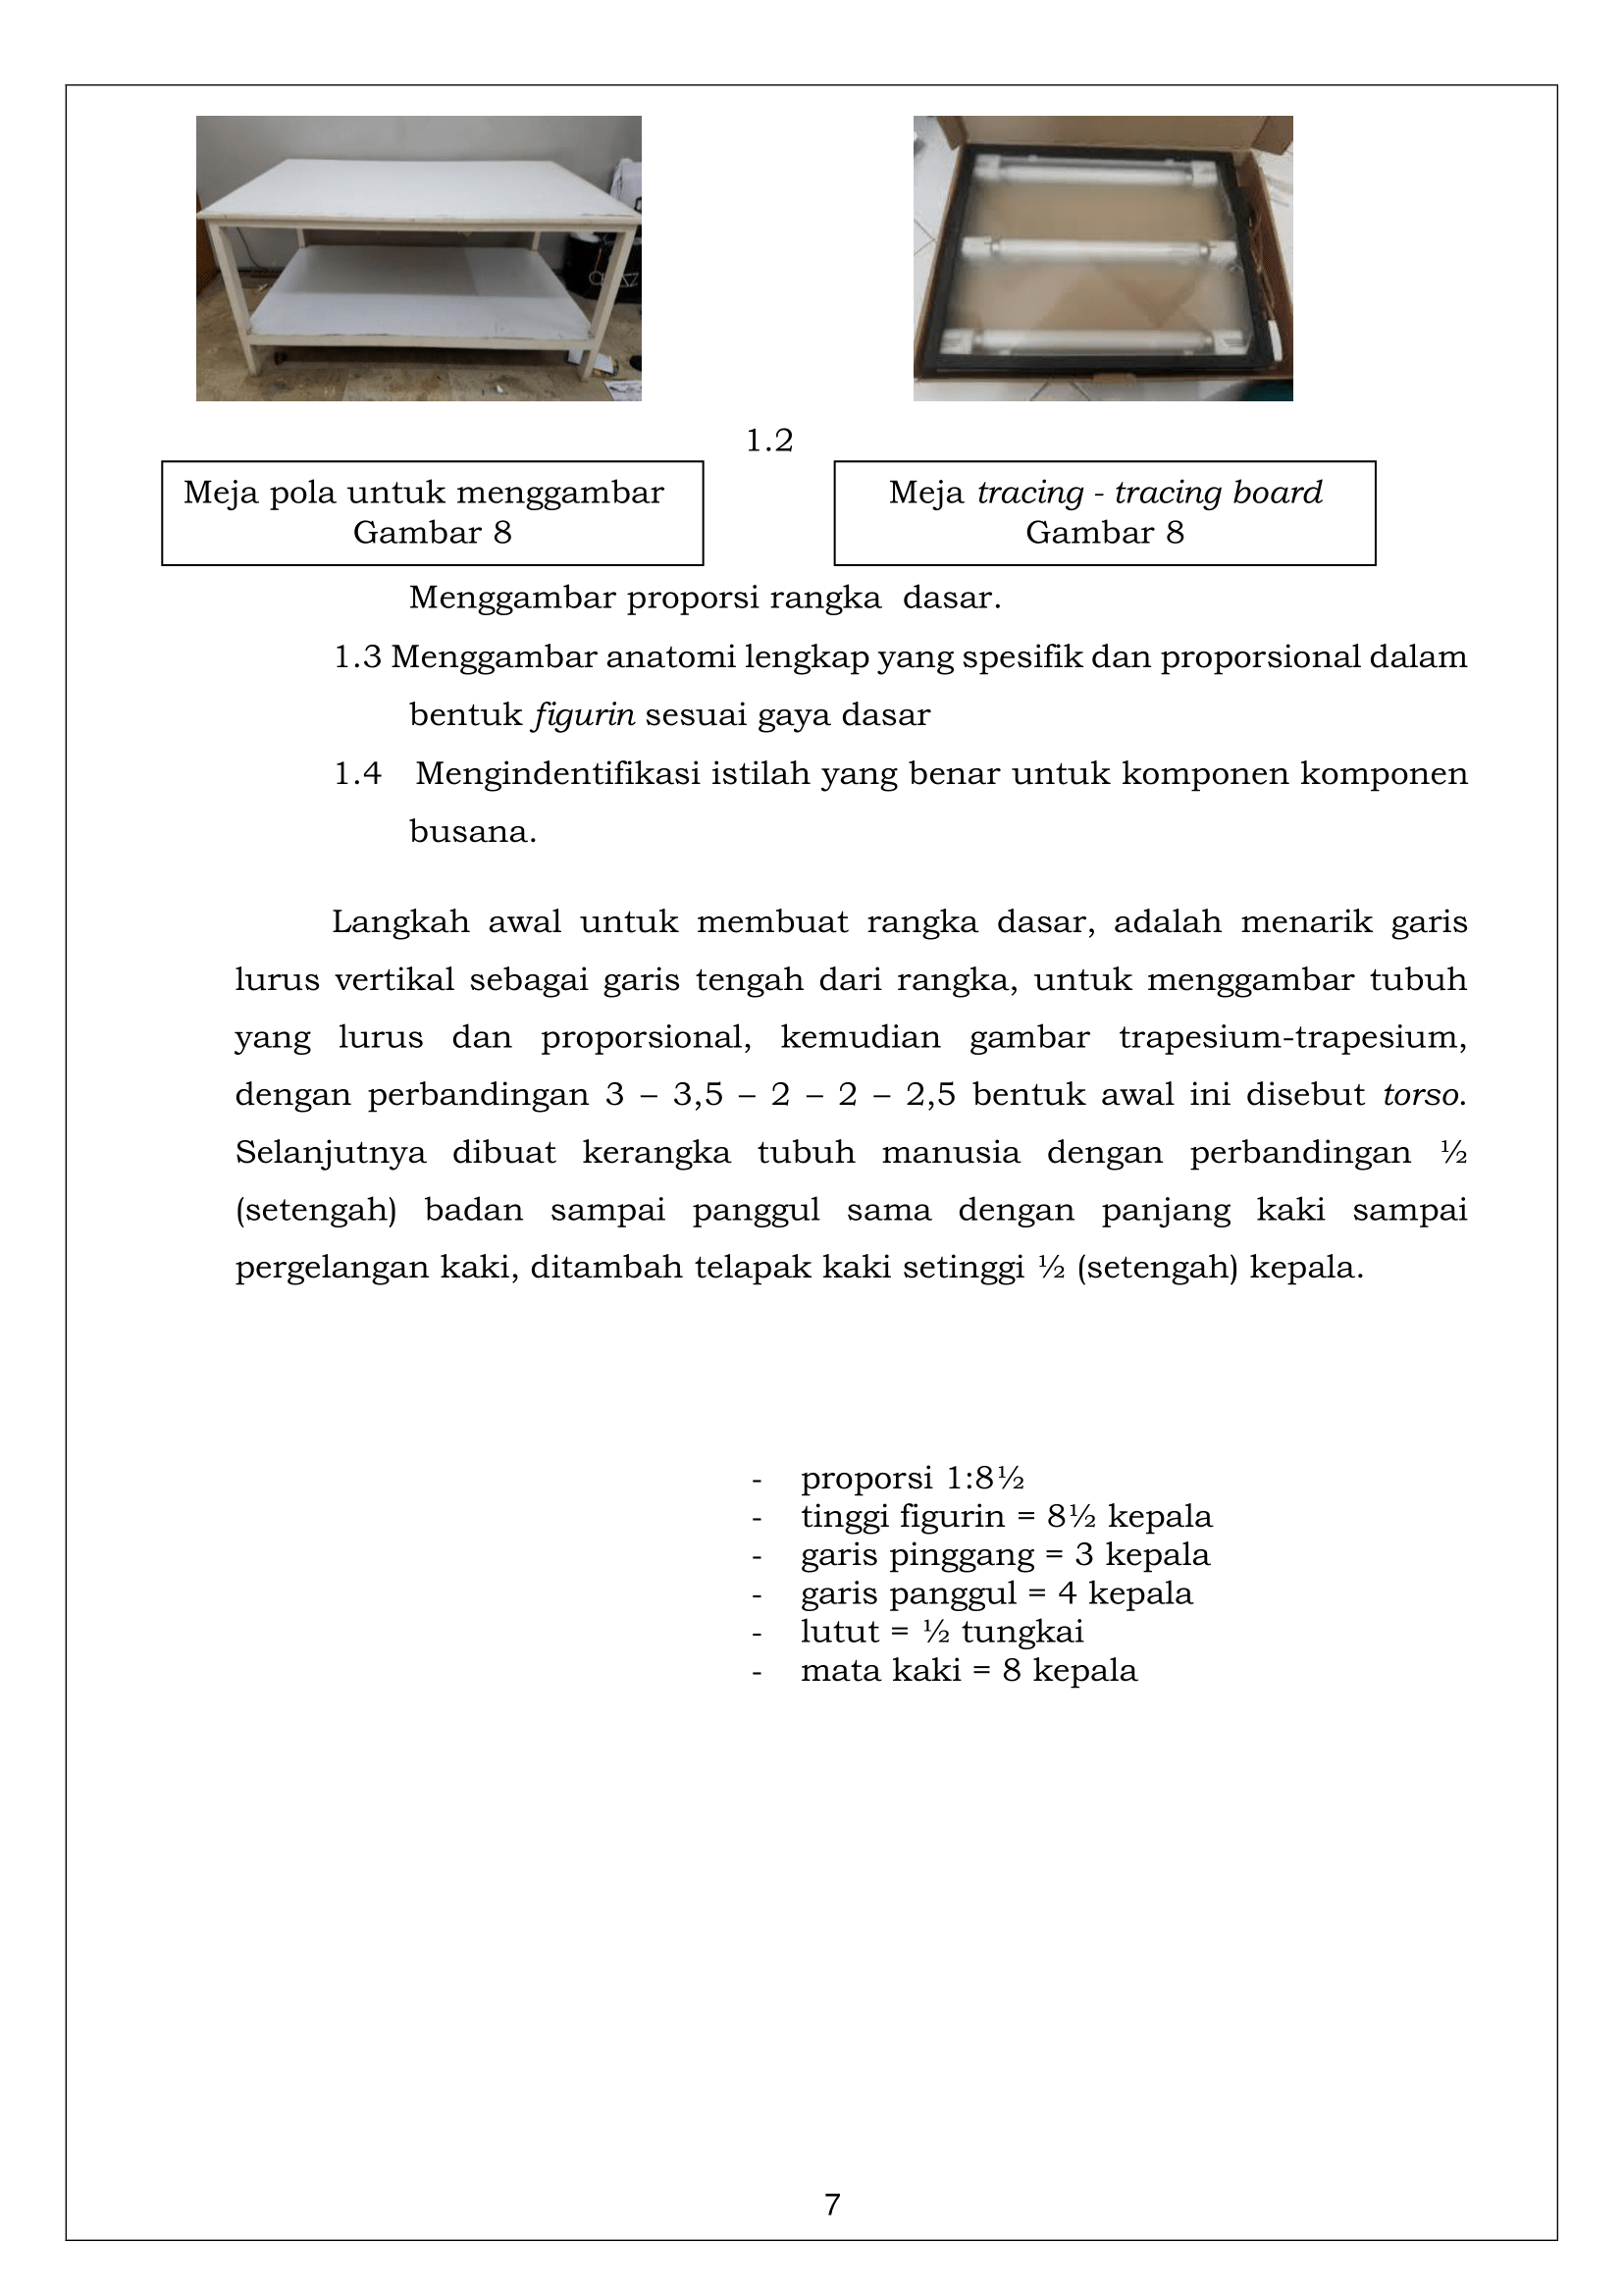 1.2
Meja pola untuk menggambar
Gambar 8
Meja tracing - tracing board
Gambar 8
Menggambar proporsi rangka  dasar.
1.3 Menggambar anatomi lengkap yang spesifik dan proporsional dalam
bentuk figurin sesuai gaya dasar
1.4 Mengindentifikasi istilah yang benar untuk komponen komponen
busana.
Langkah awal untuk membuat rangka dasar, adalah menarik garis
lurus vertikal sebagai garis tengah dari rangka, untuk menggambar tubuh
yang lurus dan proporsional, kemudian gambar trapesium-trapesium,
dengan perbandingan 3 – 3,5 – 2 – 2 – 2,5 bentuk awal ini disebut torso.
Selanjutnya dibuat kerangka tubuh manusia dengan perbandingan ½
(setengah) badan sampai panggul sama dengan panjang kaki sampai
pergelangan kaki, ditambah telapak kaki setinggi ½ (setengah) kepala.
- proporsi 1:8½
- tinggi figurin = 8½ kepala
- garis pinggang = 3 kepala
- garis panggul = 4 kepala
- lutut = ½ tungkai
- mata kaki = 8 kepala
7